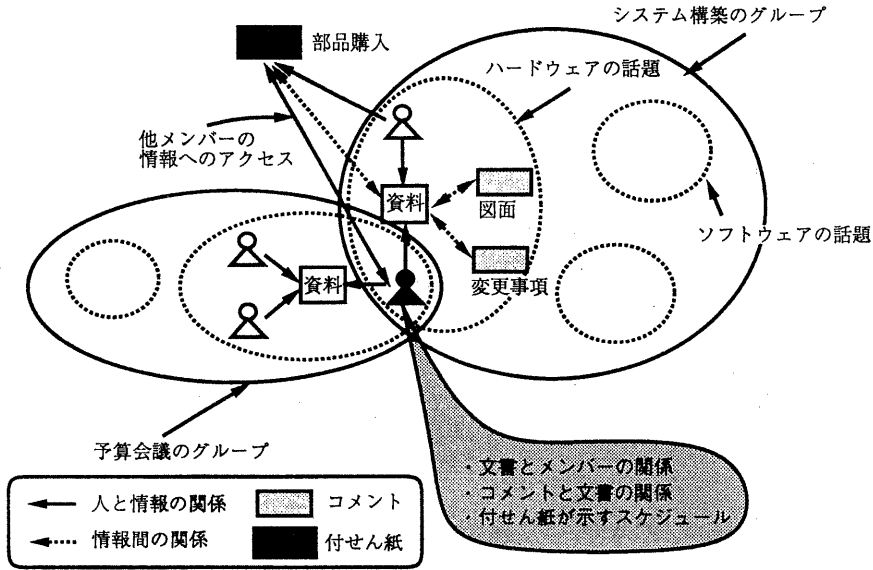 システム構築のグループ
部品購入
ハードウェアの話題
他メンバーの
情報へのアクセス
資料
図面
ソフトウェアの話題
資料
変更事項
予算会議のグループ
・文書とメンバーの関係
・コメントと文書の関係
・付せん紙が示すスケジュール
人と情報の関係
コメント
情報間の関係
付せん紙